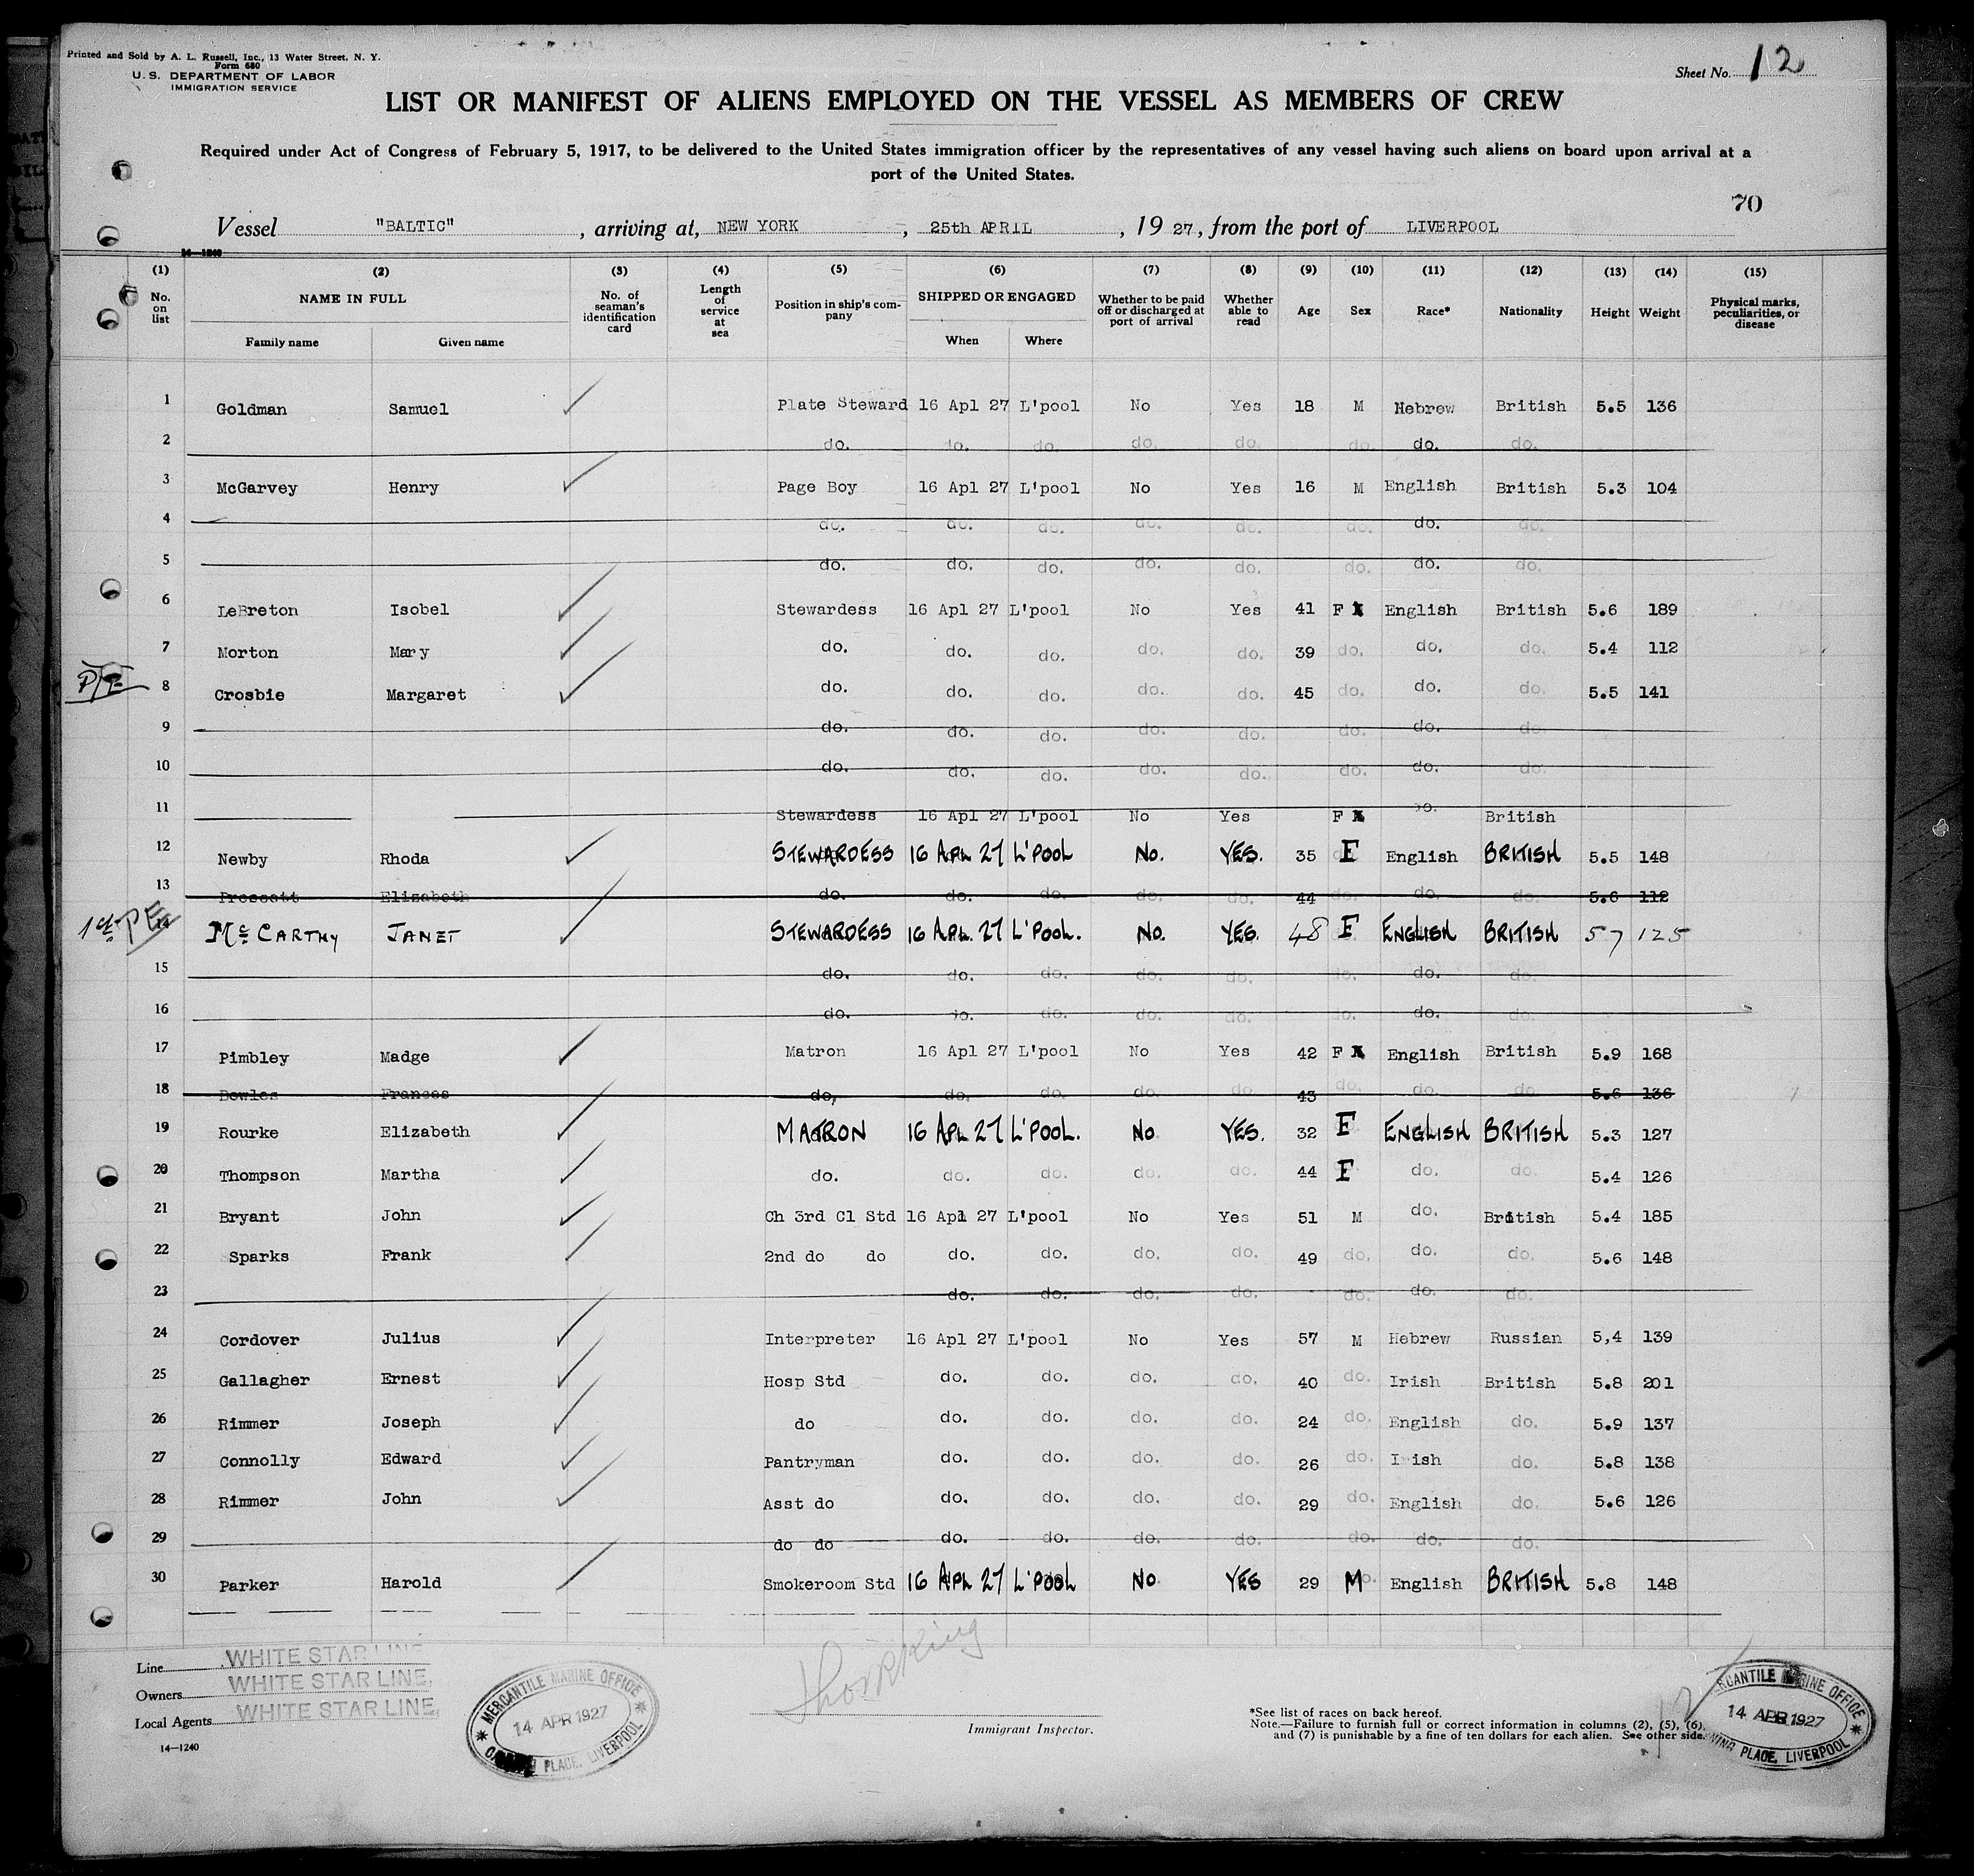 Printed and Sold by A. L. Russell, Inc., 13 Water Street, N. Y.
Form 680
U. S. DEPARTMENT OF LABOR
IMMIGRATION SERVICE
Sheet No. 12
LIST OR MANIFEST OF ALIENS EMPLOYED ON THE VESSEL AS MEMBERS OF CREW
Required under Act of Congress of February 5, 1917, to be delivered to the United States immigration officer by the representatives of any vessel having such aliens on board upon arrival at a
port of the United States.
70
Vessel "BALTIC", arriving at, NEW YORK, 25th APRIL, 19 27, from the port of LIVERPOOL
14—1240
(1) (2) (3) (4) (5) (6) (7) (8) (9) (10) (11) (12) (13) (14) (15)
No. on list NAME IN FULL Family name Given name No. of seaman's identification card Length of service at sea Position in ship's company SHIPPED OR ENGAGED When Where Whether to be paid off or discharged at port of arrival Whether able to read Age Sex Race* Nationality Height Weight Physical marks, peculiarities, or disease
1 Goldman Samuel Plate Steward 16 Apl 27 L'pool No Yes 18 M Hebrew British 5.5 136
2 do. do. do. do. do. do. do. do.
3 McGarvey Henry Page Boy 16 Apl 27 L'pool No Yes 16 M English British 5.3 104
4 do. do. do. do. do. do. do. do.
5 do. do. do. do. do. do. do. do.
6 LeBreton Isobel Stewardess 16 Apl 27 L'pool No Yes 41 F English British 5.6 189
7 Morton Mary do. do. do. do. do. 39 do. do. do. 5.4 112
8 Crosbie Margaret do. do. do. do. do. 45 do. do. do. 5.5 141
9 do. do. do. do. do. do. do. do.
10 do. do. do. do. do. do. do. do.
11 Stewardess 16 Apl 27 L'pool No Yes F do. British
12 Newby Rhoda STEWARDESS 16 APL 27 L'POOL No. YES. 35 F English BRITISH 5.5 148
13 Prescott Elizabeth do. do. do. do. do. 44 do. do. do. 5.6 112
1st PE 14 McCARTHY JANET STEWARDESS 16 APL. 27 L'POOL. No. YES. 48 F ENGLISH BRITISH 5 7 125
15 do. do. do. do. do. do. do. do.
16 do. do. do. do. do. do. do. do.
17 Pimbley Madge Matron 16 Apl 27 L'pool No Yes 42 F English British 5.9 168
18 Bowles Frances do, do. do. do. do 43 do. do. do 5.6 136
19 Rourke Elizabeth MATRON 16 APL 27 L'POOL. No YES. 32 F ENGLISH BRITISH 5.3 127
20 Thompson Martha do. do. do. do. do. 44 F do. do. 5.4 126
21 Bryant John Ch 3rd Cl Std 16 Apl 27 L'pool No Yes 51 M do. British 5.4 185
22 Sparks Frank 2nd do do do. do. do. do. 49 do. do. do. 5.6 148
23 do. do. do. do. do. do. do.
24 Cordover Julius Interpreter 16 Apl 27 L'pool No Yes 57 M Hebrew Russian 5,4 139
25 Gallagher Ernest Hosp Std do. do. do. do. 40 do. Irish British 5.8 201
26 Rimmer Joseph do do. do. do. do. 24 do. English do. 5.9 137
27 Connolly Edward Pantryman do. do. do. do. 26 do. Irish do. 5.8 138
28 Rimmer John Asst do do. do. do. do. 29 do. English do. 5.6 126
29 do do do. do. do. do. do. do. do.
30 Parker Harold Smokeroom Std 16 APL 27 L'POOL No YES 29 M English BRITISH 5.8 148
Line WHITE STAR LINE
Owners WHITE STAR LINE,
Local Agents WHITE STAR LINE,
14—1240
MERCANTILE MARINE OFFICE
14 APR 1927
PLACE, LIVERPOOL
Immigrant Inspector.
*See list of races on back hereof.
Note.—Failure to furnish full or correct information in columns (2), (5), (6),
and (7) is punishable by a fine of ten dollars for each alien. See other side.
12
MERCANTILE MARINE OFFICE
14 APR 1927
CANNING PLACE, LIVERPOOL